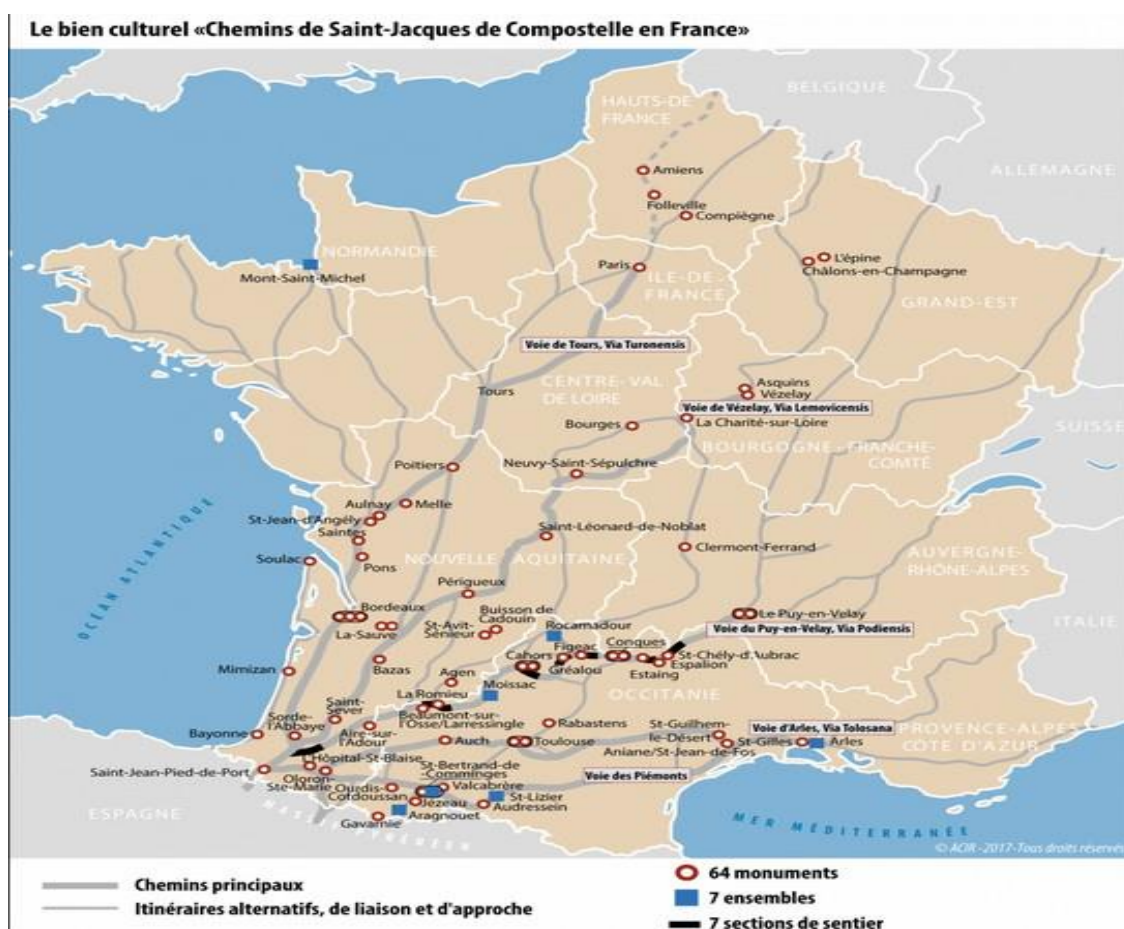 Le bien culturel «Chemins de Saint-Jacques de Compostelle en France»
BELGIQUE
HAUTS-DE-
FRANCE
ALLEMAGNE
Amiens
Folleville
Compiègne
NORMANDIE
Mont-Saint-Michel
Paris
ÎLE-DE-
FRANCE
L'épine
Châlons-en-Champagne
GRAND-EST
Voie de Tours, Via Turonensis
Tours
CENTRE-VAL
DE LOIRE
Asquins
Vézelay
Voie de Vézelay, Via Lemovicensis
Bourges
La Charité-sur-Loire
SUISSE
BOURGOGNE-FRANCHE-
COMTÉ
Poitiers
Neuvy-Saint-Sépulchre
Aulnay
Melle
St-Jean-d'Angély
Saintes
Saint-Léonard-de-Noblat
OCÉAN ATLANTIQUE
Soulac
Pons
NOUVELLE AQUITAINE
Clermont-Ferrand
AUVERGNE-
RHÔNE-ALPES
Périgueux
Bordeaux
Buisson de
Cadouin
Le Puy-en-Velay
La-Sauve
St-Avit-
Sénieur
Rocamadour
Voie du Puy-en-Velay, Via Podiensis
ITALIE
Figeac
Conques
Cahors
Gréalou
St-Chély-d'Aubrac
Espalion
Estaing
Mimizan
Bazas
Agen
Moissac
La Romieu
OCCITANIE
Saint-
Sever
Beaumont-sur-
l'Osse/Larressingle
Sorde-
l'Abbaye
Aire-sur-
l'Adour
Rabastens
St-Guilhem-
le-Désert
Voie d'Arles, Via Tolosana
PROVENCE-ALPES
CÔTE D'AZUR
Bayonne
Auch
Toulouse
St-Gilles
Arles
Aniane/St-Jean-de-Fos
L'Hôpital-St-Blaise
Saint-Jean-Pied-de-Port
Oloron-
Ste-Marie
St-Bertrand-de
-Comminges
Voie des Piémonts
Ourdis-
Cotdoussan
Valcabrère
St-Lizier
Jézeau
Audressein
Aragnouet
Gavarnie
ESPAGNE
MER MÉDITERRANÉE
© ACIR -2017-Tous droits réservés
Chemins principaux
Itinéraires alternatifs, de liaison et d'approche
64 monuments
7 ensembles
7 sections de sentier